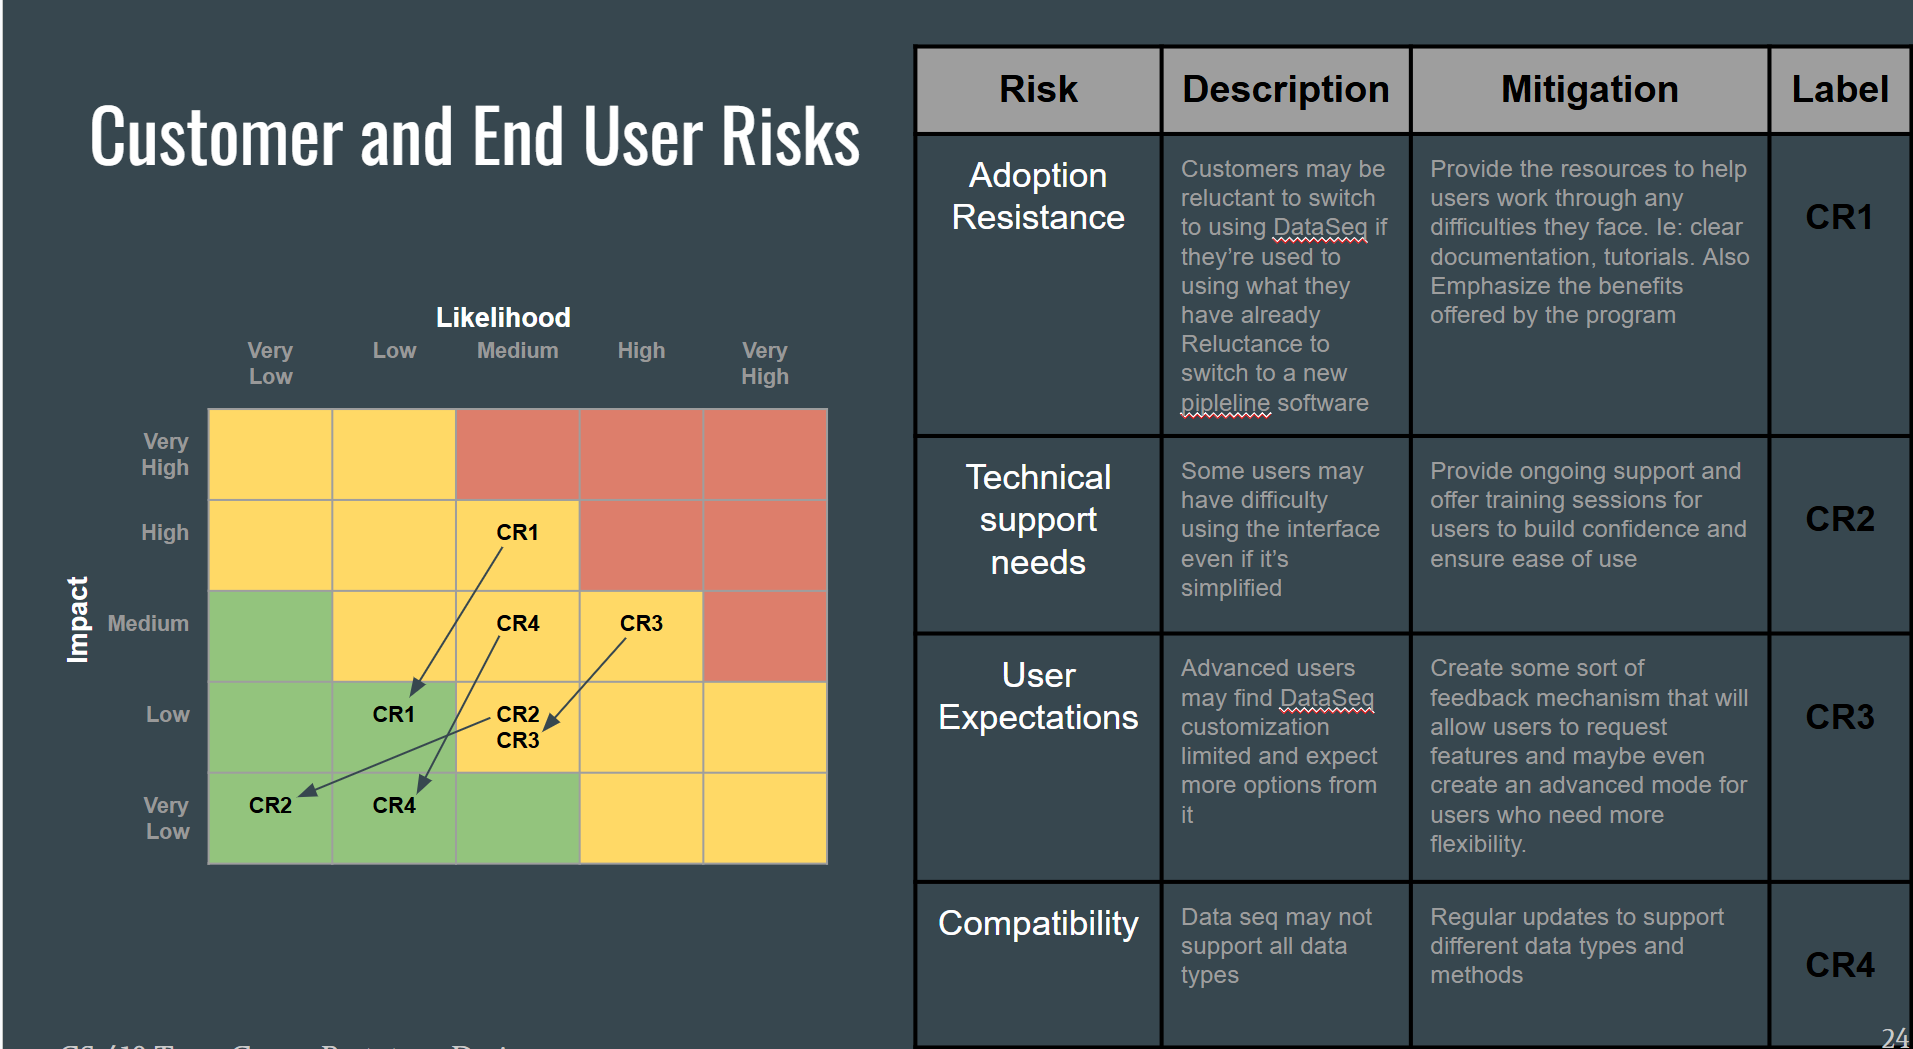 Customer and End User Risks
Likelihood
Very
Low
Low
Medium
High
Very
High
Impact
Very
High
High
CR1
Medium
CR4
CR3
Low
CR1
CR2
CR3
Very
Low
CR2
CR4
Risk
Description
Mitigation
Label
Adoption
Resistance
Customers may be
reluctant to switch
to using DataSeq if
they’re used to
using what they
have already
Reluctance to
switch to a new
pipleline software
Provide the resources to help
users work through any
difficulties they face. Ie: clear
documentation, tutorials. Also
Emphasize the benefits
offered by the program
CR1
Technical
support
needs
Some users may
have difficulty
using the interface
even if it’s
simplified
Provide ongoing support and
offer training sessions for
users to build confidence and
ensure ease of use
CR2
User
Expectations
Advanced users
may find DataSeq
customization
limited and expect
more options from
it
Create some sort of
feedback mechanism that will
allow users to request
features and maybe even
create an advanced mode for
users who need more
flexibility.
CR3
Compatibility
Data seq may not
support all data
types
Regular updates to support
different data types and
methods
CR4
24